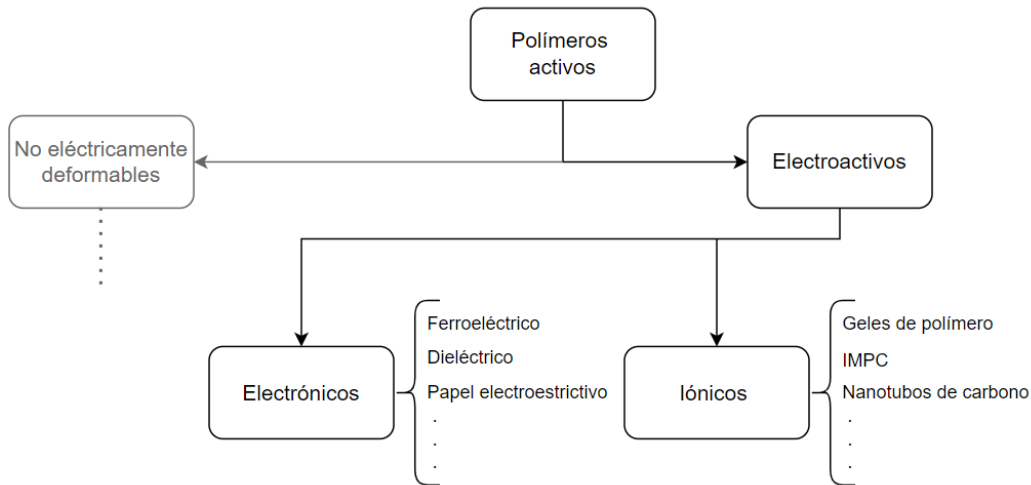 Polímeros
activos
No eléctricamente
deformables
Electroactivos
Electrónicos
Ferroeléctrico
Dieléctrico
Papel electroestrictivo
Iónicos
Geles de polímero
IMPC
Nanotubos de carbono